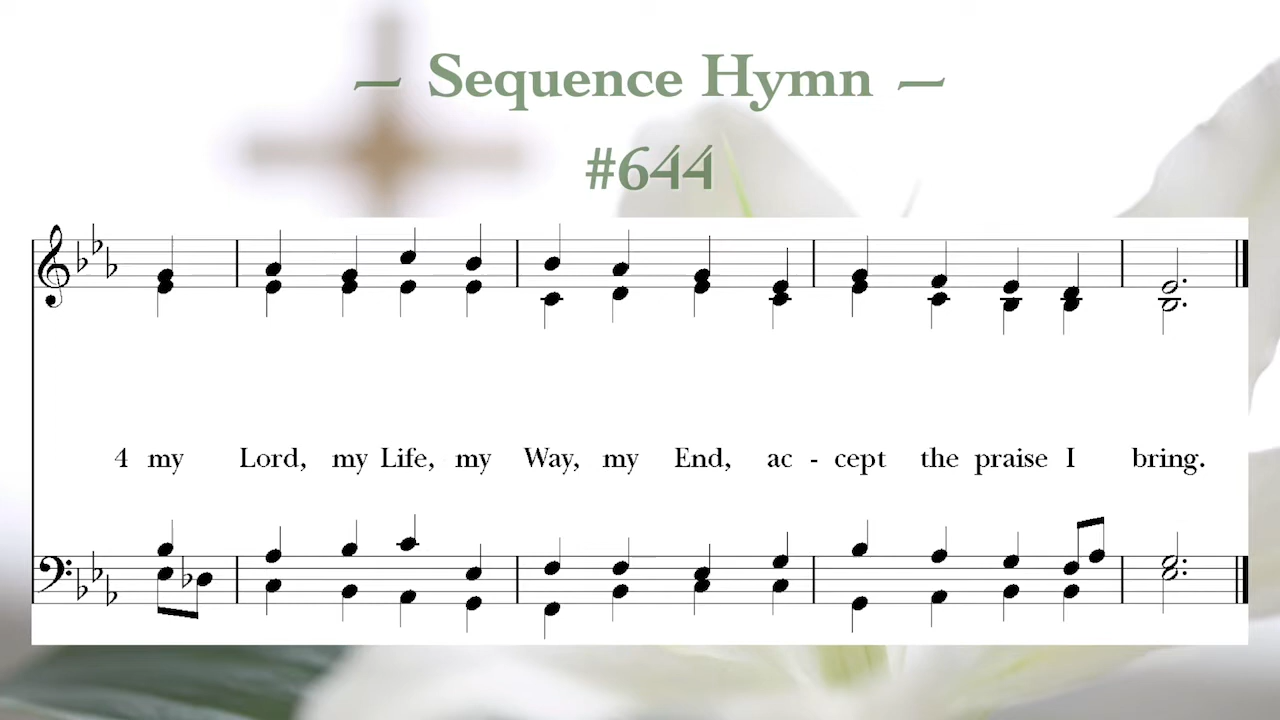 — Sequence Hymn —
#644
4 my Lord, my Life, my Way, my End, ac - cept the praise I bring.